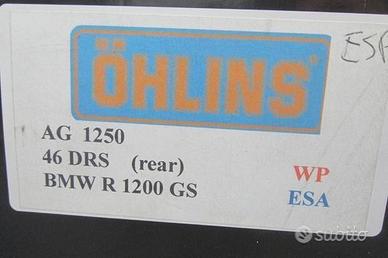 ÖHLINS
ESA
AG 1250
46 DRS (rear)
BMW R 1200 GS
WP
ESA
subito